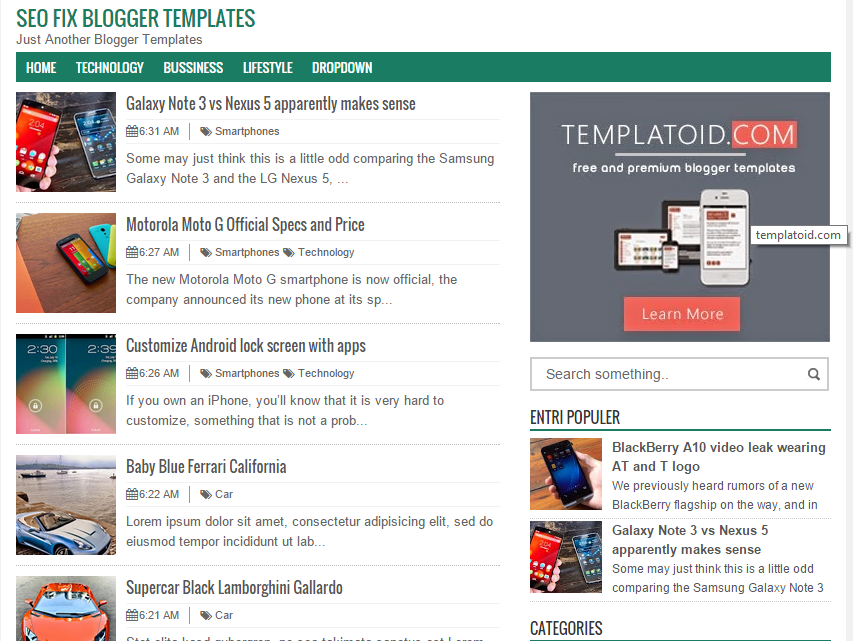 SEO FIX BLOGGER TEMPLATES
Just Another Blogger Templates
HOME TECHNOLOGY BUSSINESS LIFESTYLE DROPDOWN
Galaxy Note 3 vs Nexus 5 apparently makes sense
6:31 AM Smartphones
Some may just think this is a little odd comparing the Samsung
Galaxy Note 3 and the LG Nexus 5, ...
Motorola Moto G Official Specs and Price
6:27 AM Smartphones Technology
The new Motorola Moto G smartphone is now official, the
company announced its new phone at its sp...
2:30 2:39
Customize Android lock screen with apps
6:26 AM Smartphones Technology
If you own an iPhone, you'll know that it is very hard to
customize, something that is not a prob...
Baby Blue Ferrari California
6:22 AM Car
Lorem ipsum dolor sit amet, consectetur adipisicing elit, sed do
eiusmod tempor incididunt ut lab...
Supercar Black Lamborghini Gallardo
6:21 AM Car
TEMPLATOID.COM
free and premium blogger templates
templatoid.com
Learn More
Search something..
ENTRI POPULER
BlackBerry A10 video leak wearing
AT and T logo
We previously heard rumors of a new
BlackBerry flagship on the way, and in
Galaxy Note 3 vs Nexus 5
apparently makes sense
Some may just think this is a little odd
comparing the Samsung Galaxy Note 3
CATEGORIES